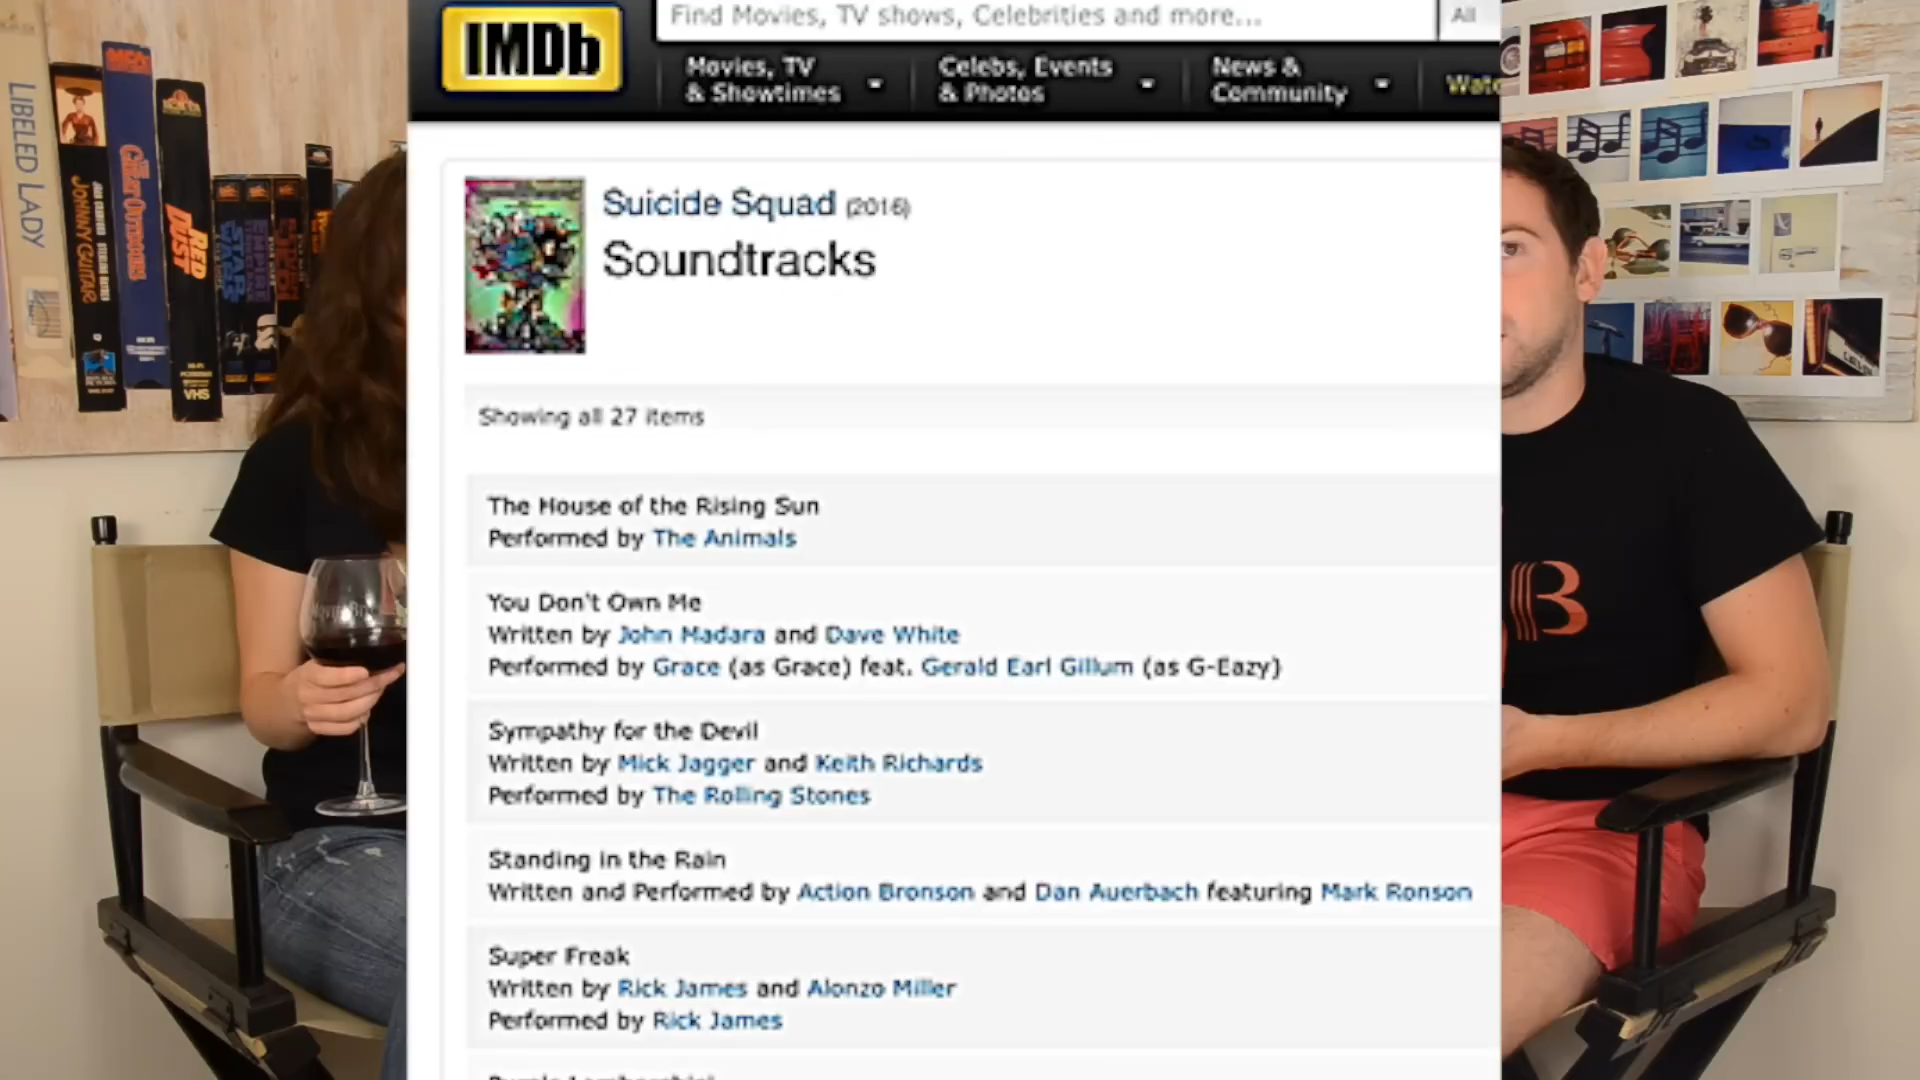 IMDb
Find Movies, TV shows, Celebrities and more...
All
Movies, TV
& Showtimes
Celebs, Events
& Photos
News &
Community
Suicide Squad (2016)
Soundtracks
Showing all 27 items
The House of the Rising Sun
Performed by The Animals
You Don't Own Me
Written by John Madara and Dave White
Performed by Grace (as Grace) feat. Gerald Earl Gillum (as G-Eazy)
Sympathy for the Devil
Written by Mick Jagger and Keith Richards
Performed by The Rolling Stones
Standing in the Rain
Written and Performed by Action Bronson and Dan Auerbach featuring Mark Ronson
Super Freak
Written by Rick James and Alonzo Miller
Performed by Rick James
LIBELED LADY
JOHNNY GUITAR
RED
DUST
VHS
STAR
WARS
B